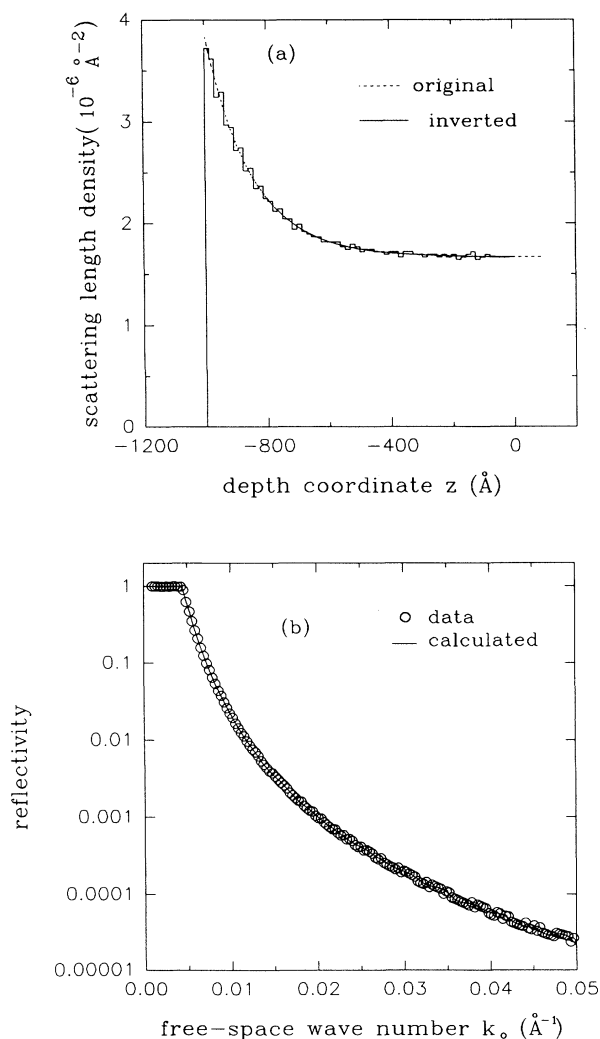 (a)
original
inverted
scattering length density(10⁻⁶ Å⁻²)
4
3
2
1
0
−1200
−800
−400
0
depth coordinate z (Å)
(b)
data
calculated
reflectivity
1
0.1
0.01
0.001
0.0001
0.00001
0.00
0.01
0.02
0.03
0.04
0.05
free-space wave number k₀ (Å⁻¹)